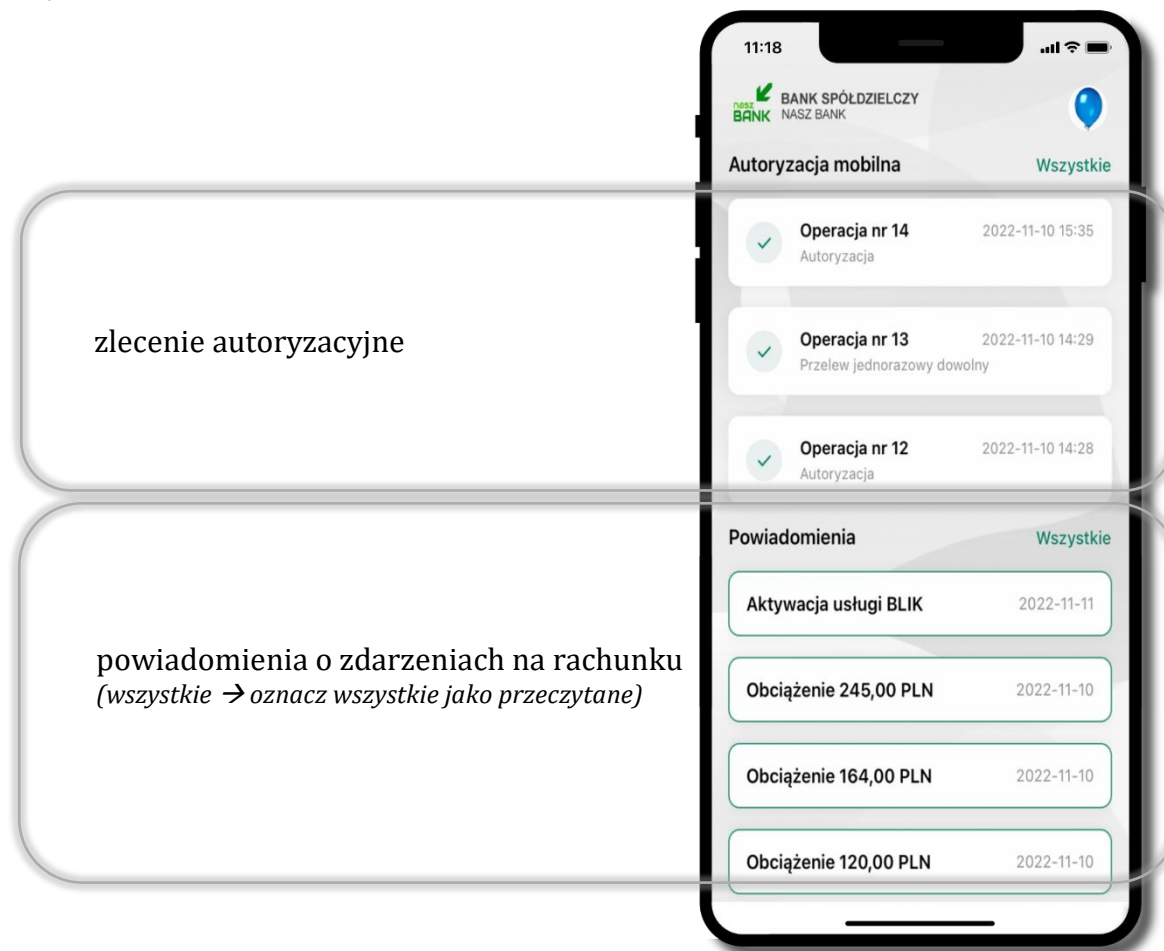 11:18
nasz
BANK
BANK SPÓŁDZIELCZY
NASZ BANK
Autoryzacja mobilna
Wszystkie
zlecenie autoryzacyjne
Operacja nr 14
2022-11-10 15:35
Autoryzacja
Operacja nr 13
2022-11-10 14:29
Przelew jednorazowy dowolny
Operacja nr 12
2022-11-10 14:28
Autoryzacja
Powiadomienia
Wszystkie
powiadomienia o zdarzeniach na rachunku
(wszystkie → oznacz wszystkie jako przeczytane)
Aktywacja usługi BLIK
2022-11-11
Obciążenie 245,00 PLN
2022-11-10
Obciążenie 164,00 PLN
2022-11-10
Obciążenie 120,00 PLN
2022-11-10